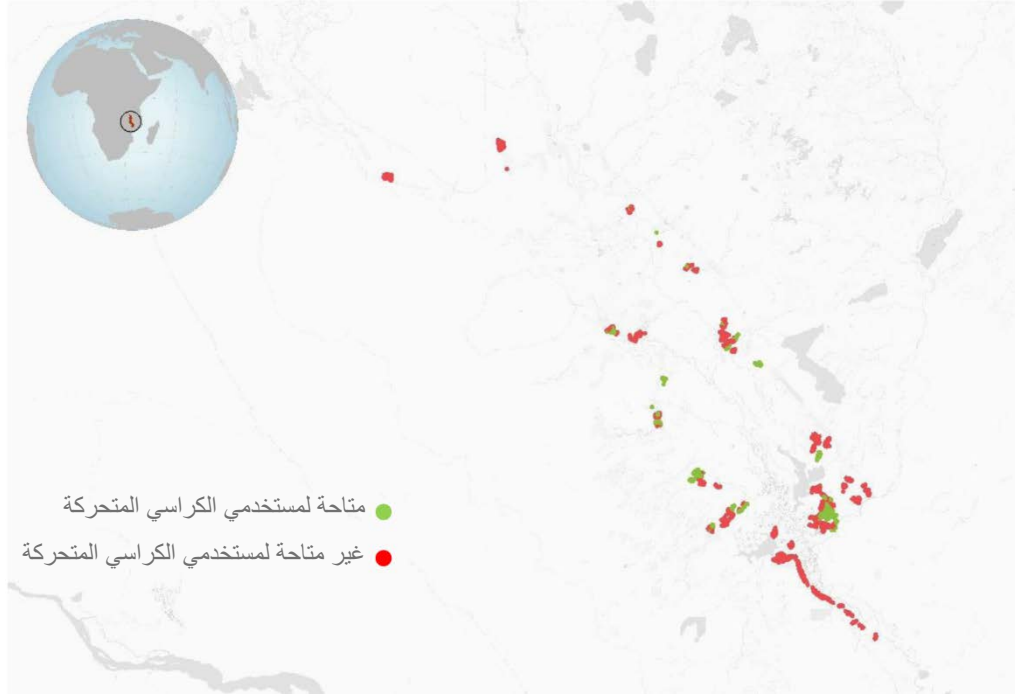 متاحة لمستخدمي الكراسي المتحركة
غير متاحة لمستخدمي الكراسي المتحركة